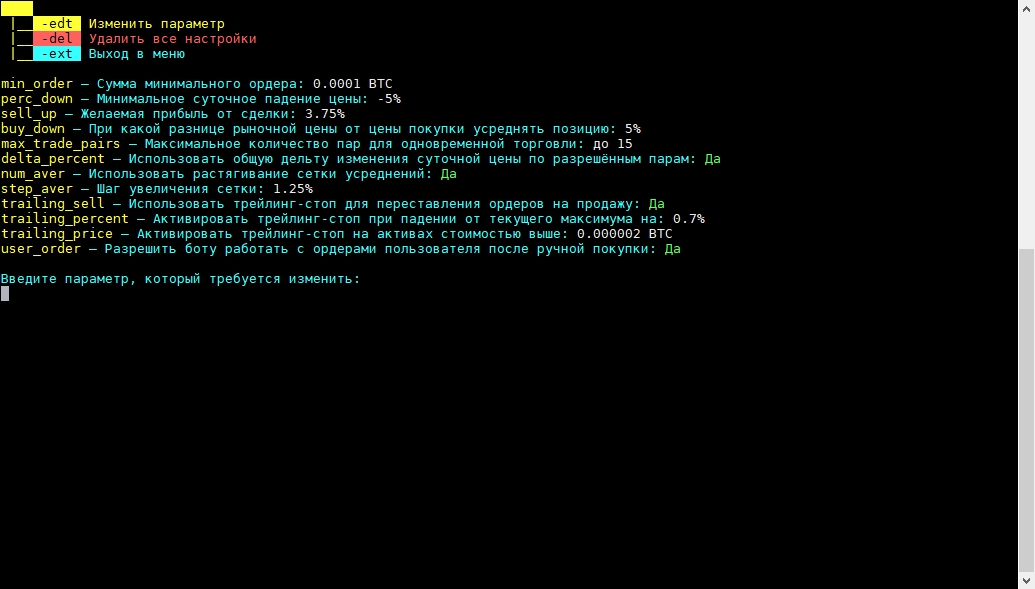 |__ -edt Изменить параметр
|__ -del Удалить все настройки
|__ -ext Выход в меню
min_order – Сумма минимального ордера: 0.0001 BTC
perc_down – Минимальное суточное падение цены: -5%
sell_up – Желаемая прибыль от сделки: 3.75%
buy_down – При какой разнице рыночной цены от цены покупки усреднять позицию: 5%
max_trade_pairs – Максимальное количество пар для одновременной торговли: до 15
delta_percent – Использовать общую дельту изменения суточной цены по разрешённым парам: Да
num_aver – Использовать растягивание сетки усреднений: Да
step_aver – Шаг увеличения сетки: 1.25%
trailing_sell – Использовать трейлинг-стоп для переставления ордеров на продажу: Да
trailing_percent – Активировать трейлинг-стоп при падении от текущего максимума на: 0.7%
trailing_price – Активировать трейлинг-стоп на активах стоимостью выше: 0.000002 BTC
user_order – Разрешить боту работать с ордерами пользователя после ручной покупки: Да
Введите параметр, который требуется изменить: